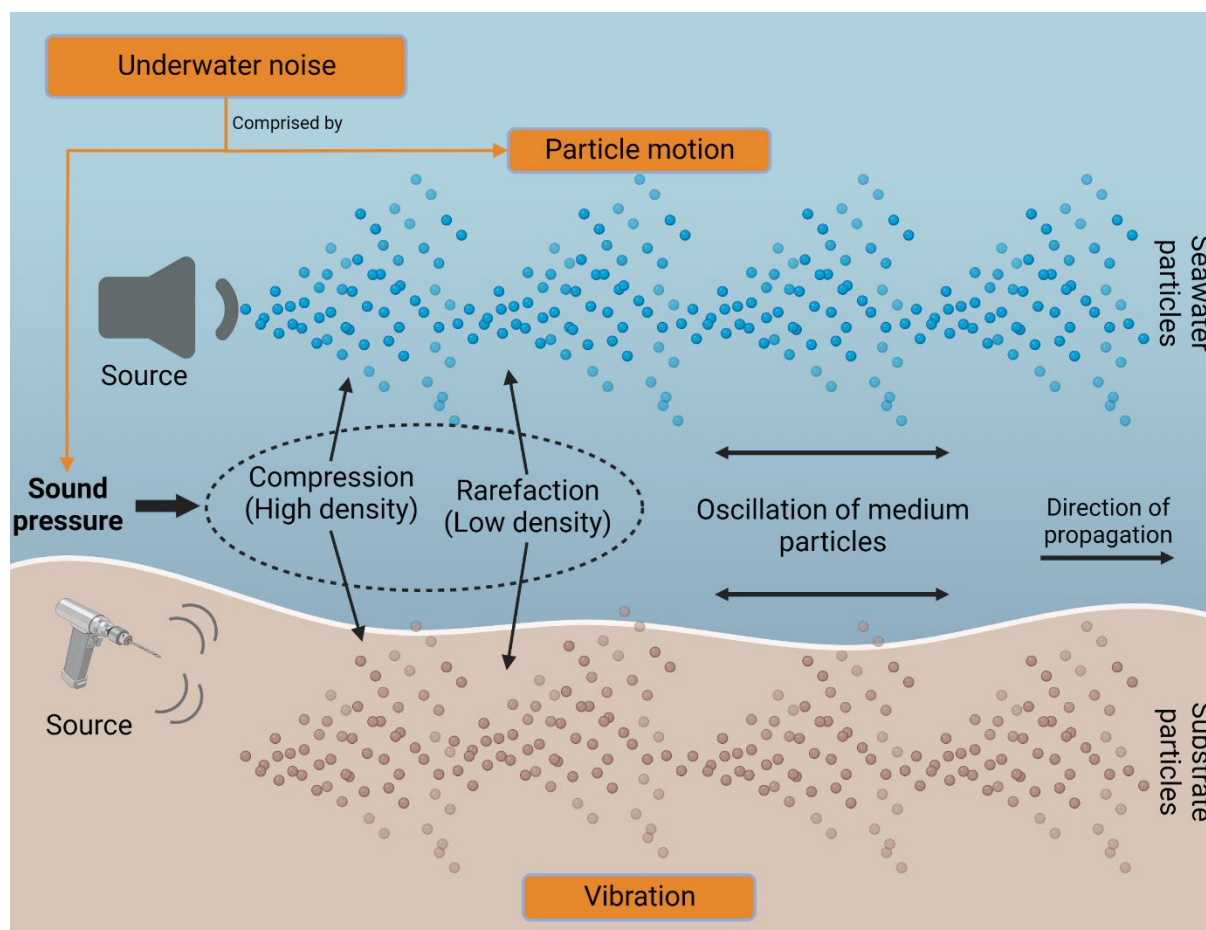 Underwater noise
Comprised by
Particle motion
Seawater
particles
Source
Compression
(High density)
Rarefaction
(Low density)
Sound
pressure
Oscillation of medium
particles
Direction of
propagation
Source
Substrate
particles
Vibration